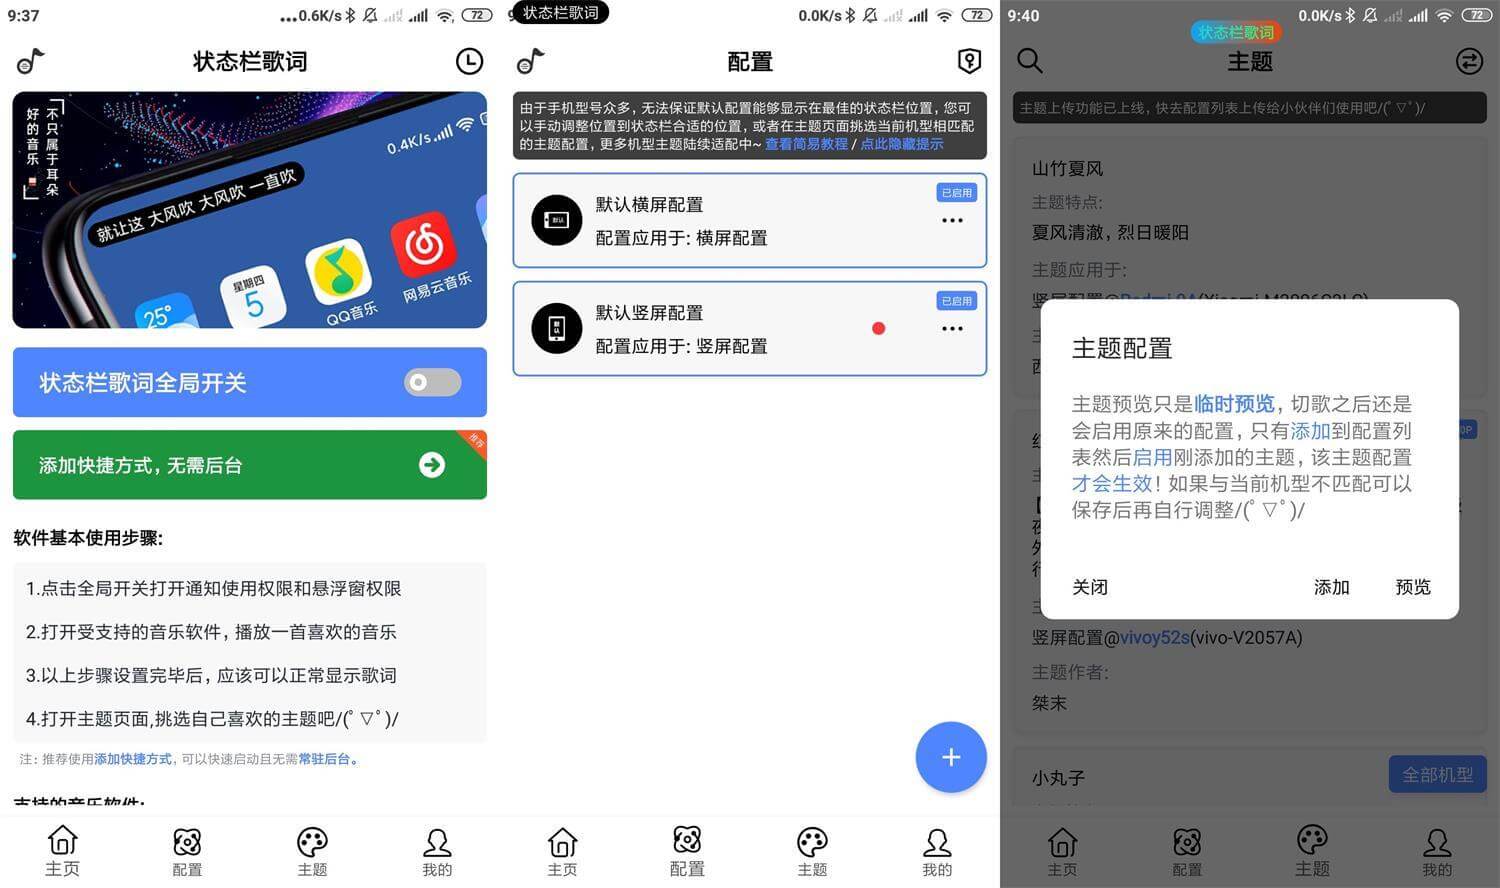 9:37
...0.6K/s
72
状态栏歌词
不只属于耳朵
好的音乐
0.4K/s
就让这 大风吹 大风吹 一直吹
25°
星期四
5
QQ音乐
网易云音乐
状态栏歌词全局开关
推荐
添加快捷方式，无需后台
软件基本使用步骤:
1.点击全局开关打开通知使用权限和悬浮窗权限
2.打开受支持的音乐软件，播放一首喜欢的音乐
3.以上步骤设置完毕后，应该可以正常显示歌词
4.打开主题页面,挑选自己喜欢的主题吧/(ﾟ▽ﾟ)/
注: 推荐使用添加快捷方式, 可以快速启动且无需常驻后台。
支持的音乐软件:
主页
配置
主题
我的
状态栏歌词
0.0K/s
72
配置
由于手机型号众多，无法保证默认配置能够显示在最佳的状态栏位置，您可
以手动调整位置到状态栏合适的位置，或者在主题页面挑选当前机型相匹配
的主题配置，更多机型主题陆续适配中~ 查看简易教程 / 点此隐藏提示
默认横屏配置
已启用
默认
配置应用于: 横屏配置
默认竖屏配置
已启用
默认
配置应用于: 竖屏配置
主页
配置
主题
我的
9:40
0.0K/s
72
状态栏歌词
主题
主题上传功能已上线，快去配置列表上传给小伙伴们使用吧/(ﾟ▽ﾟ)/
山竹夏风
主题特点:
夏风清澈，烈日暖阳
主题应用于:
主题配置
主题预览只是临时预览，切歌之后还是
会启用原来的配置，只有添加到配置列
表然后启用刚添加的主题，该主题配置
才会生效！如果与当前机型不匹配可以
保存后再自行调整/(ﾟ▽ﾟ)/
关闭
添加
预览
竖屏配置@vivoy52s(vivo-V2057A)
主题作者:
桀末
小丸子
全部机型
主页
配置
主题
我的